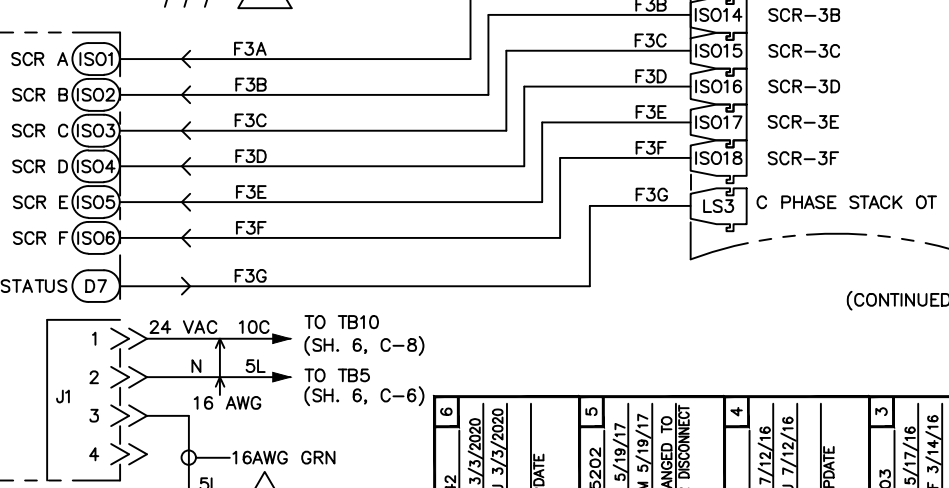 F3B ISO14 SCR-3B
SCR A ISO1 F3A F3C ISO15 SCR-3C
SCR B ISO2 F3B F3D ISO16 SCR-3D
SCR C ISO3 F3C F3E ISO17 SCR-3E
SCR D ISO4 F3D F3F ISO18 SCR-3F
SCR E ISO5 F3E F3G LS3 C PHASE STACK OT
SCR F ISO6 F3F
STATUS D7 F3G
(CONTINUED
J1
1 24 VAC 10C TO TB10
(SH. 6, C-8)
2 N 5L TO TB5
(SH. 6, C-6)
16 AWG
3
4 16AWG GRN
5L
6
42
3/3/2020
3/3/2020
PDATE
5
5202
5/19/17
5/19/17
ANGED TO
DISCONNECT
4
7/12/16
7/12/16
PDATE
3
03
5/17/16
3/14/16